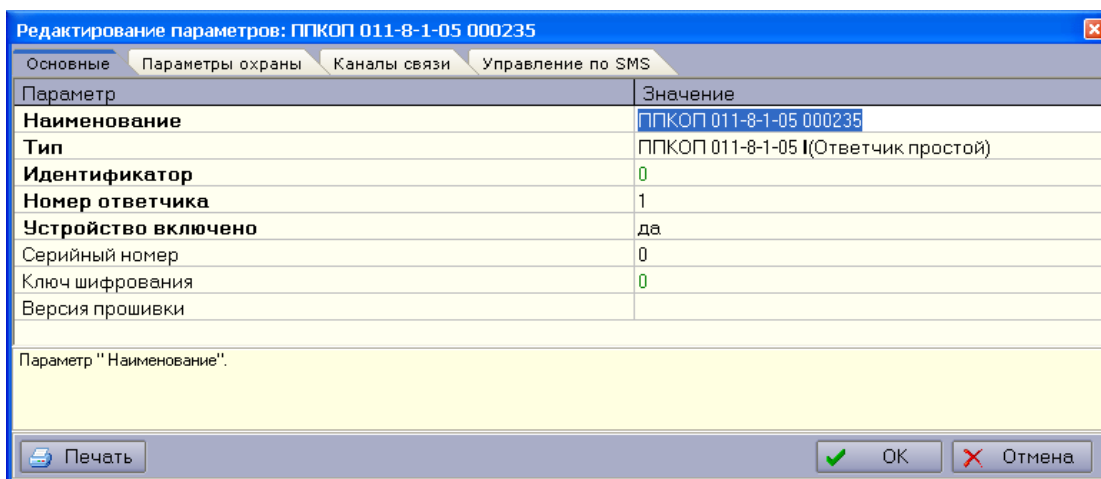 Редактирование параметров: ППКОП 011-8-1-05 000235
Основные Параметры охраны Каналы связи Управление по SMS
Параметр Значение
Наименование ППКОП 011-8-1-05 000235
Тип ППКОП 011-8-1-05 I(Ответчик простой)
Идентификатор 0
Номер ответчика 1
Устройство включено да
Серийный номер 0
Ключ шифрования 0
Версия прошивки
Параметр "Наименование".
Печать OK Отмена